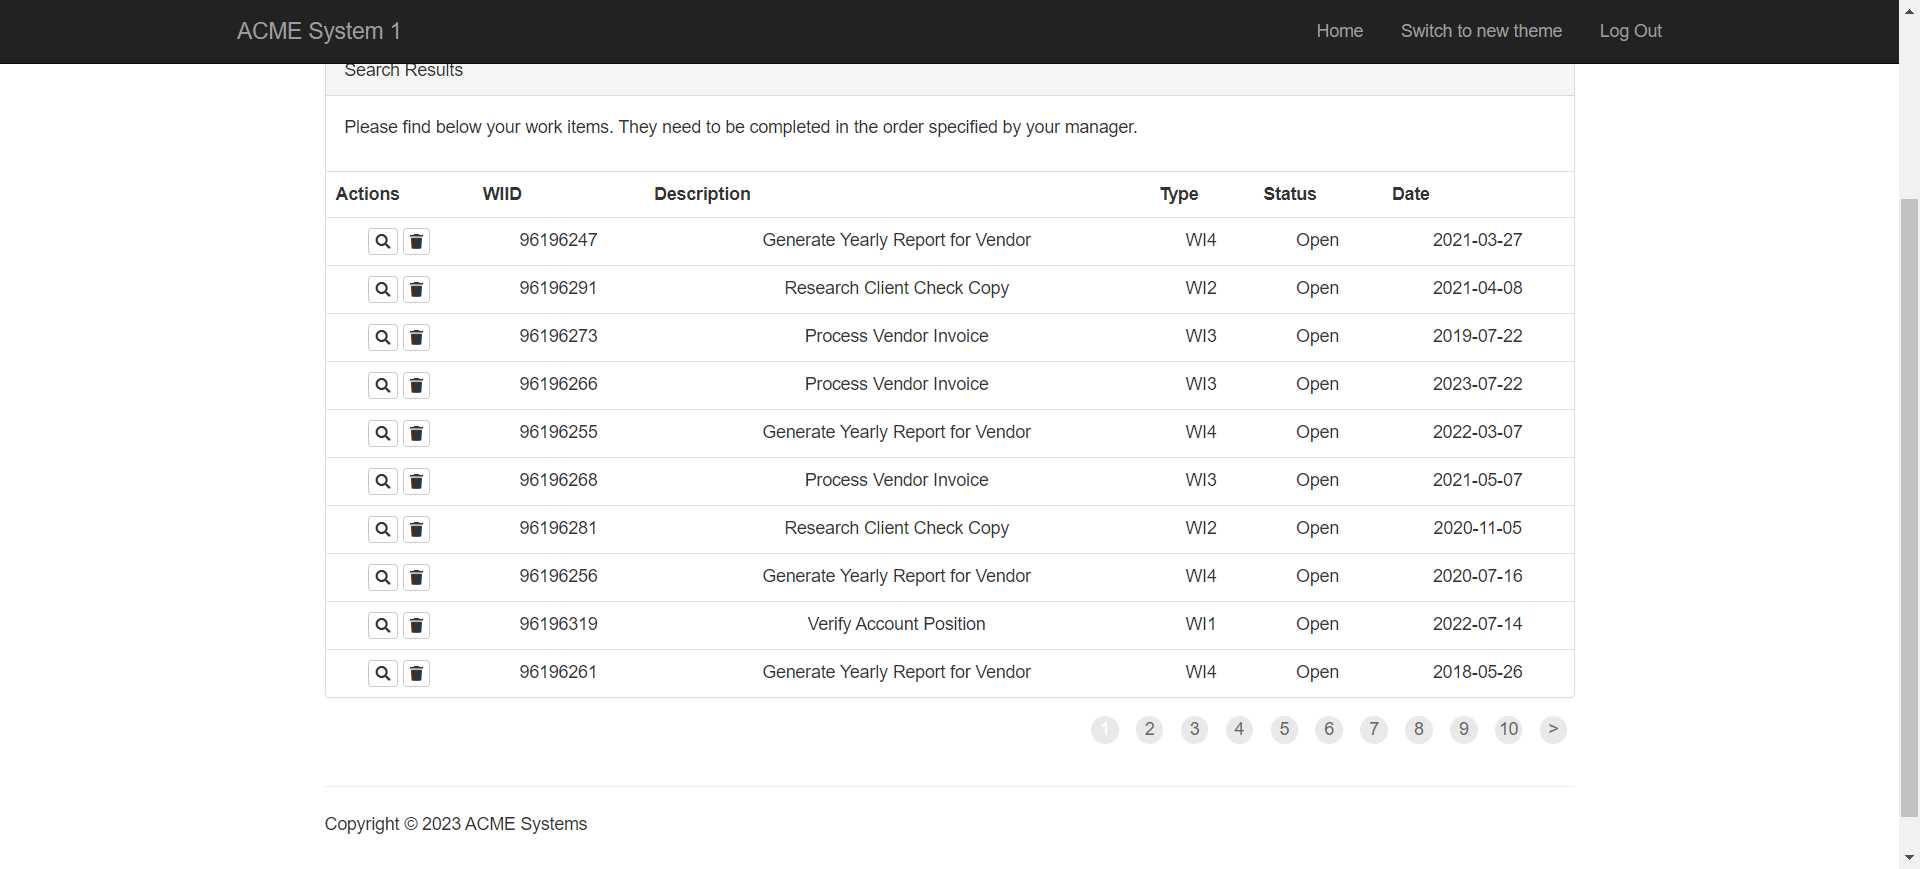 ACME System 1 Home Switch to new theme Log Out
Search Results
Please find below your work items. They need to be completed in the order specified by your manager.
Actions WIID Description Type Status Date
96196247 Generate Yearly Report for Vendor WI4 Open 2021-03-27
96196291 Research Client Check Copy WI2 Open 2021-04-08
96196273 Process Vendor Invoice WI3 Open 2019-07-22
96196266 Process Vendor Invoice WI3 Open 2023-07-22
96196255 Generate Yearly Report for Vendor WI4 Open 2022-03-07
96196268 Process Vendor Invoice WI3 Open 2021-05-07
96196281 Research Client Check Copy WI2 Open 2020-11-05
96196256 Generate Yearly Report for Vendor WI4 Open 2020-07-16
96196319 Verify Account Position WI1 Open 2022-07-14
96196261 Generate Yearly Report for Vendor WI4 Open 2018-05-26
1 2 3 4 5 6 7 8 9 10 >
Copyright © 2023 ACME Systems